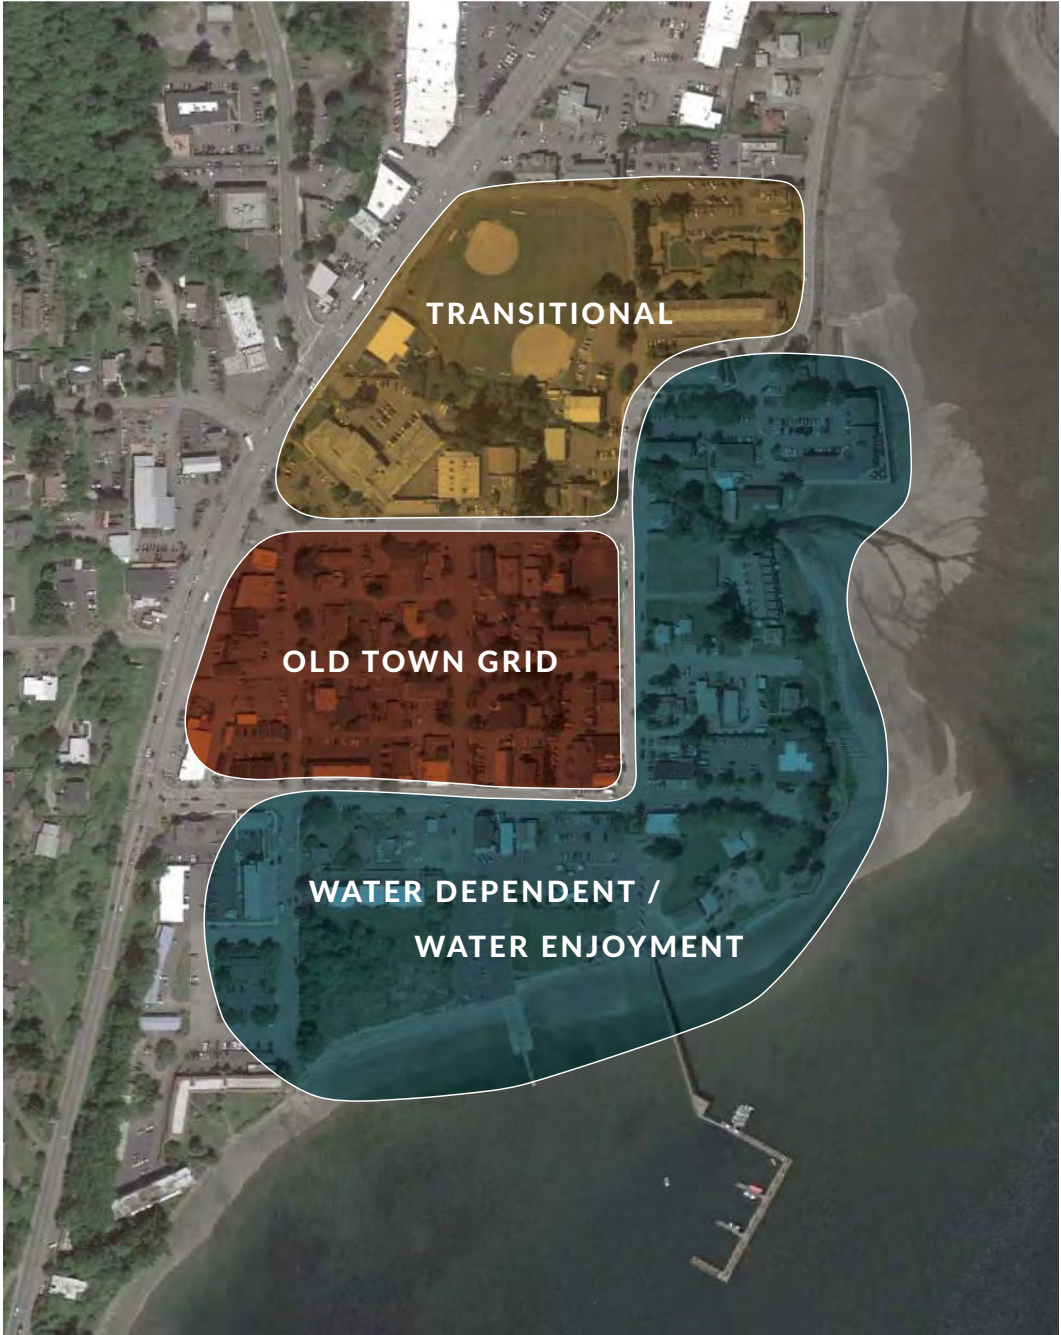 TRANSITIONAL
OLD TOWN GRID
WATER DEPENDENT /
WATER ENJOYMENT